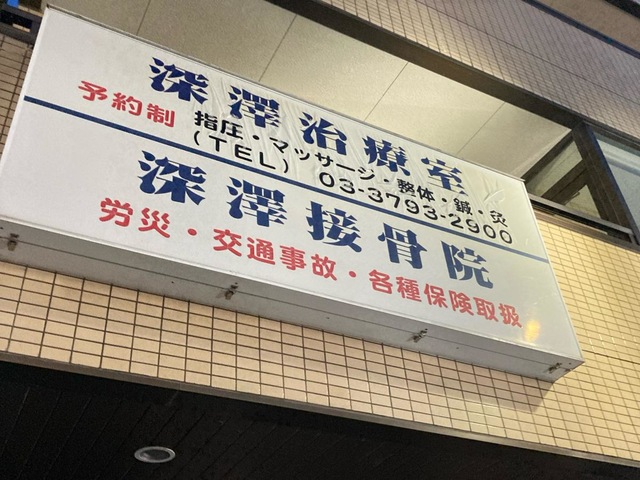 深澤治療室
予約制 指圧・マッサージ・整体・鍼・灸
(TEL) 03-3793-2900
深澤接骨院
労災・交通事故・各種保険取扱